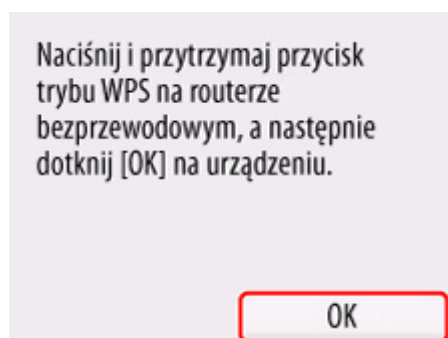 Naciśnij i przytrzymaj przycisk
trybu WPS na routerze
bezprzewodowym, a następnie
dotknij [OK] na urządzeniu.
OK